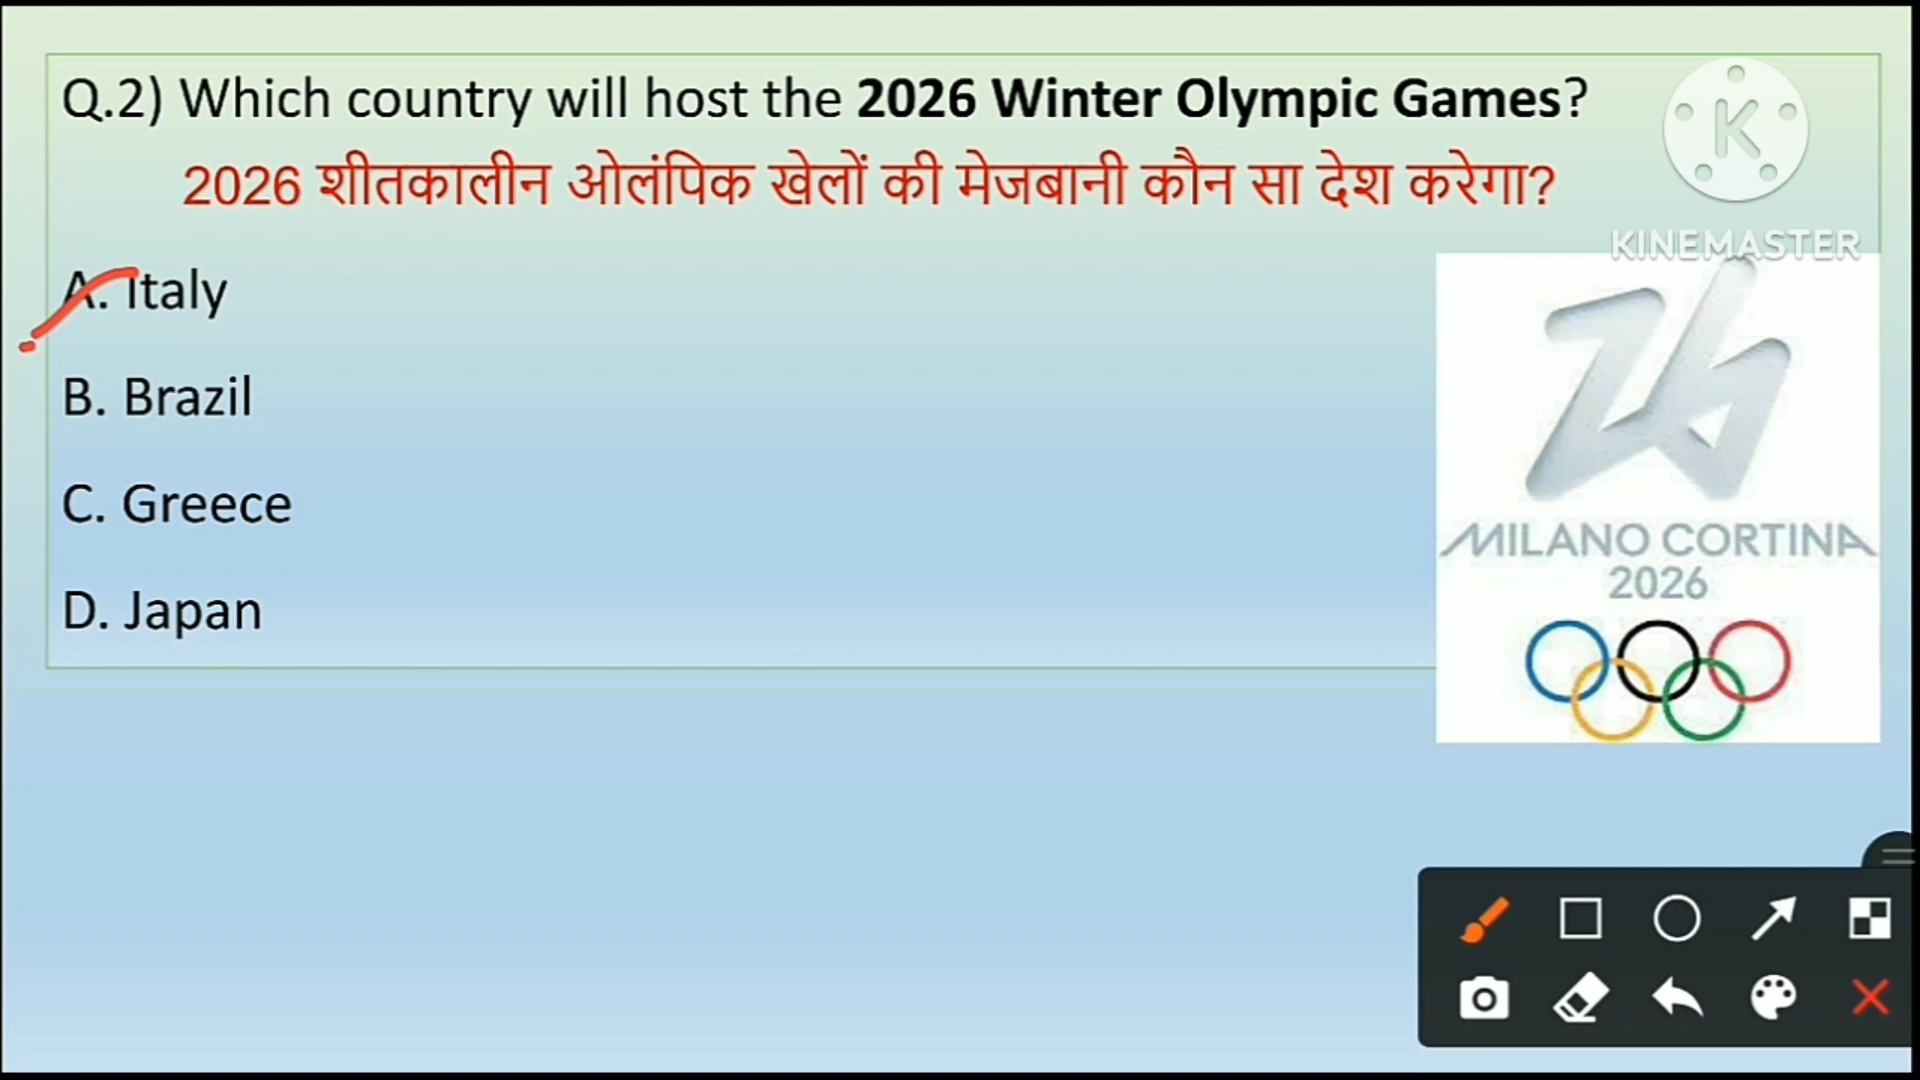 Q.2) Which country will host the 2026 Winter Olympic Games?
2026 शीतकालीन ओलंपिक खेलों की मेजबानी कौन सा देश करेगा?
K
KINEMASTER
A. Italy
B. Brazil
C. Greece
D. Japan
26
MILANO CORTINA
2026